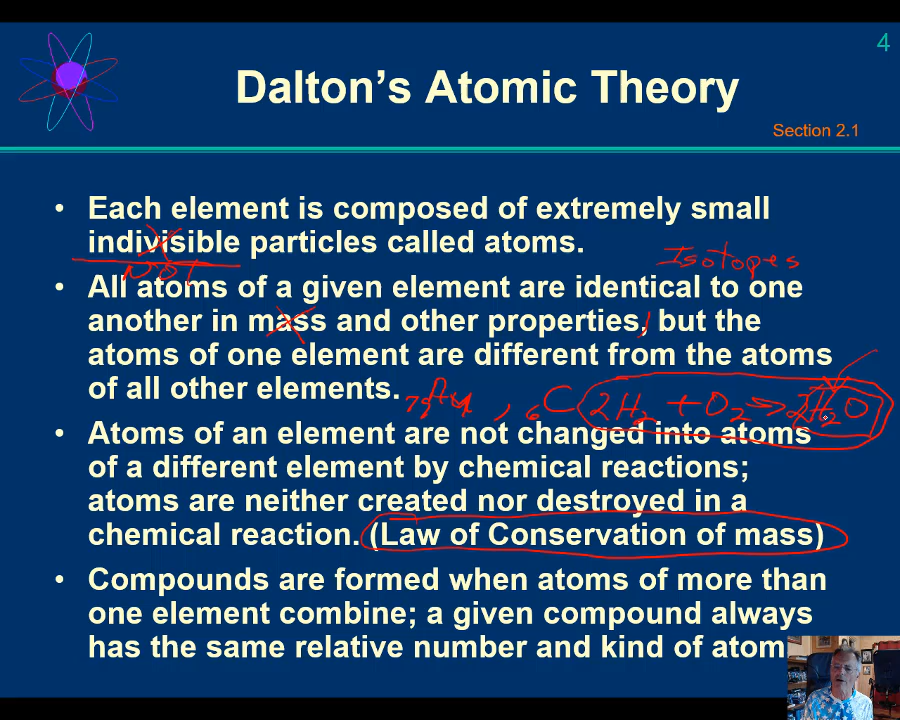 4
Dalton's Atomic Theory
Section 2.1
• Each element is composed of extremely small
indivisible particles called atoms.
NOT
Isotopes
• All atoms of a given element are identical to one
another in mass and other properties, but the
atoms of one element are different from the atoms
of all other elements.
79Au, 6C
2H2 + O2 → 2H2O
• Atoms of an element are not changed into atoms
of a different element by chemical reactions;
atoms are neither created nor destroyed in a
chemical reaction. (Law of Conservation of mass)
• Compounds are formed when atoms of more than
one element combine; a given compound always
has the same relative number and kind of atom